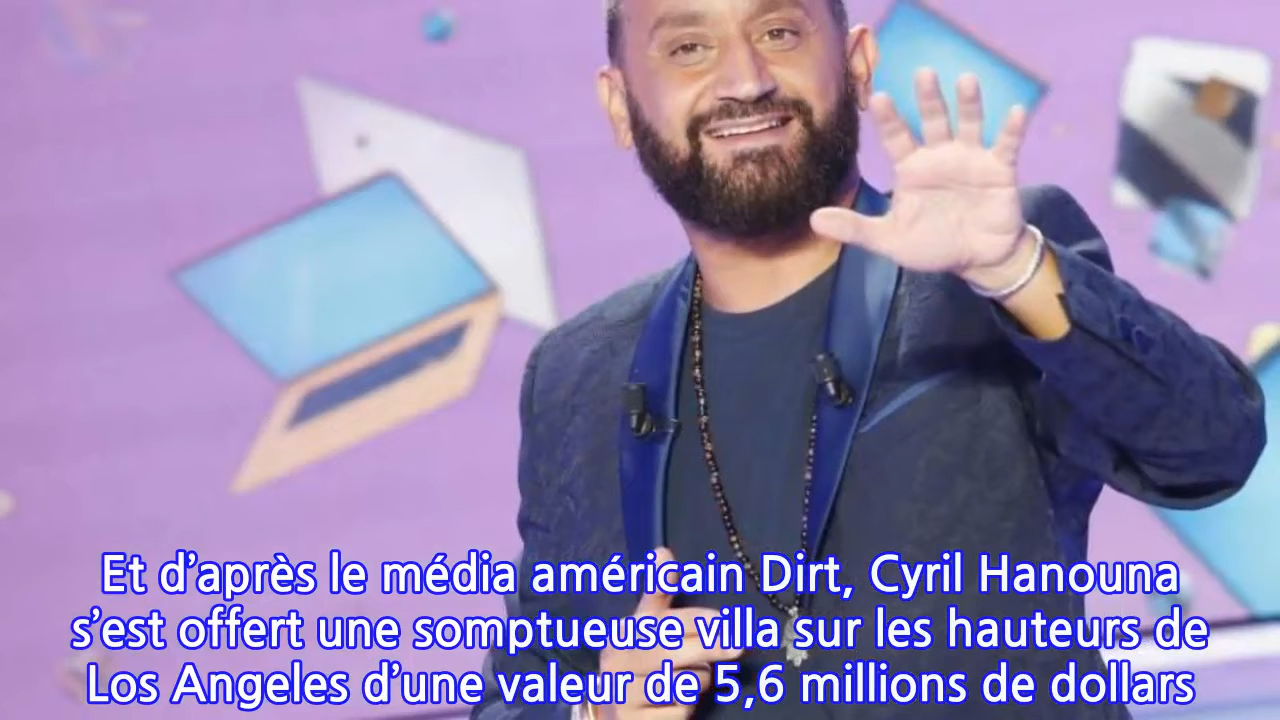 Et d’après le média américain Dirt, Cyril Hanouna
s’est offert une somptueuse villa sur les hauteurs de
Los Angeles d’une valeur de 5,6 millions de dollars